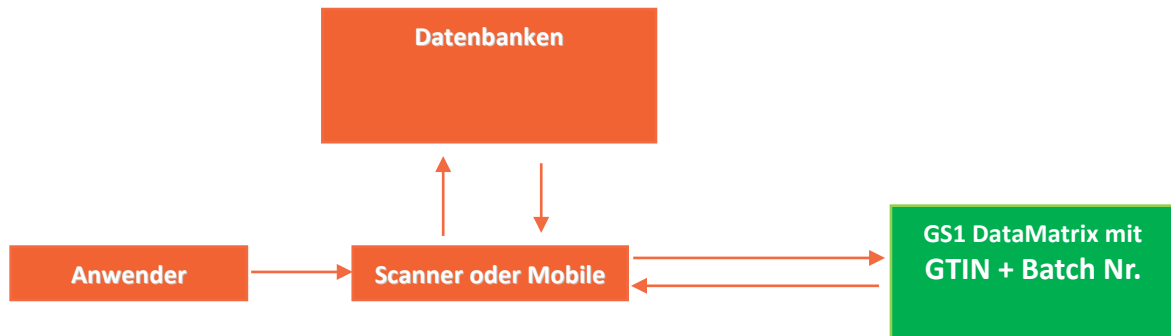 Datenbanken
Anwender
Scanner oder Mobile
GS1 DataMatrix mit
GTIN + Batch Nr.